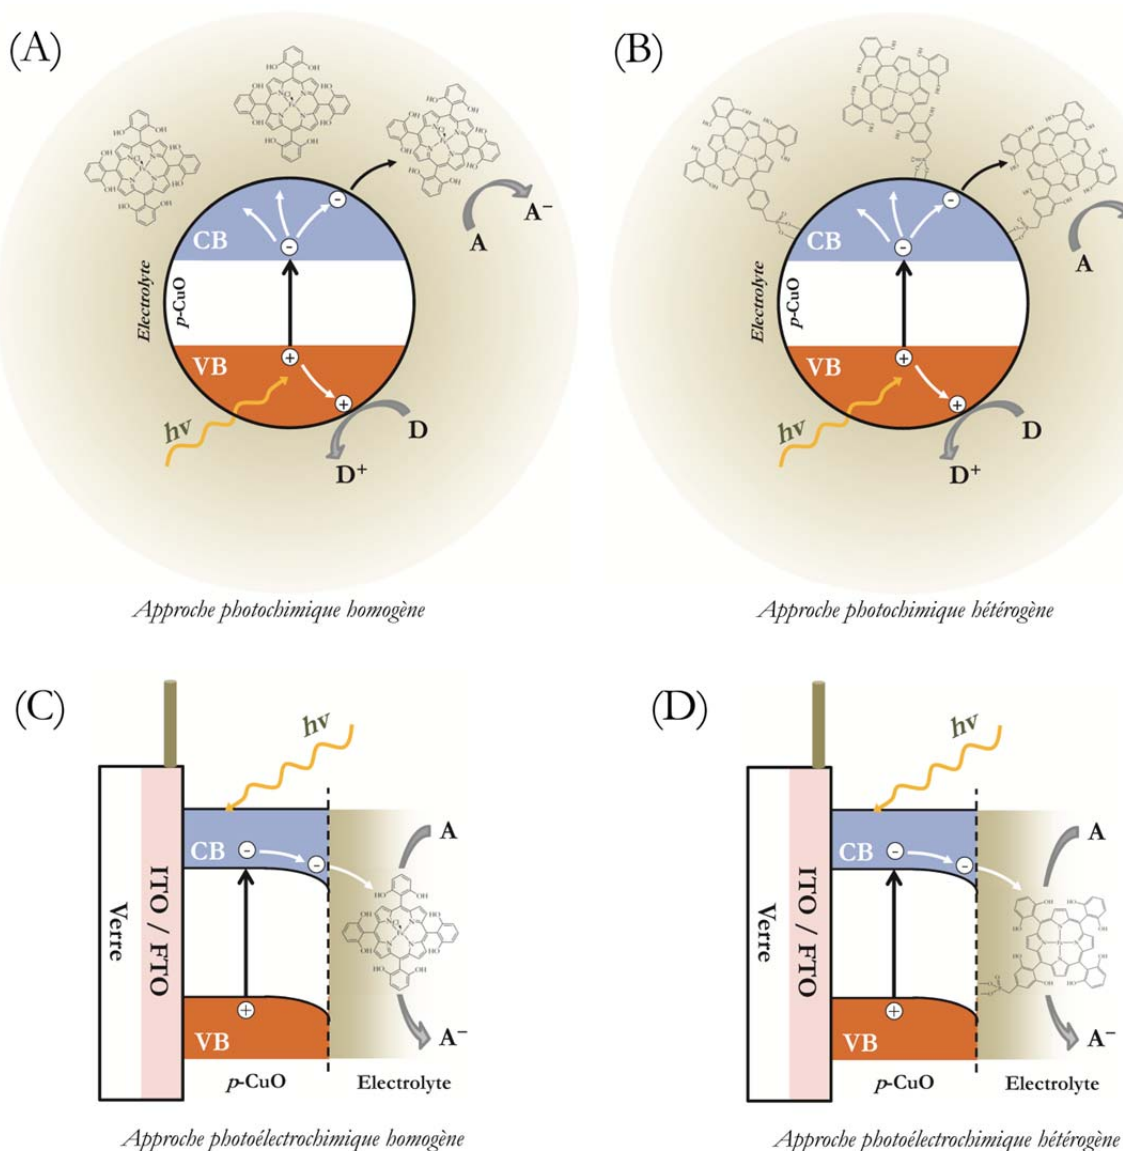 (A)
CB
Electrolyte
p-CuO
VB
hν
A
A⁻
D
D⁺
Approche photochimique homogène
(B)
CB
Electrolyte
p-CuO
VB
hν
A
D
D⁺
Approche photochimique hétérogène
(C)
hν
Verre
ITO / FTO
CB
VB
A
A⁻
p-CuO
Electrolyte
Approche photoélectrochimique homogène
(D)
hν
Verre
ITO / FTO
CB
VB
A
A⁻
p-CuO
Electrolyte
Approche photoélectrochimique hétérogène